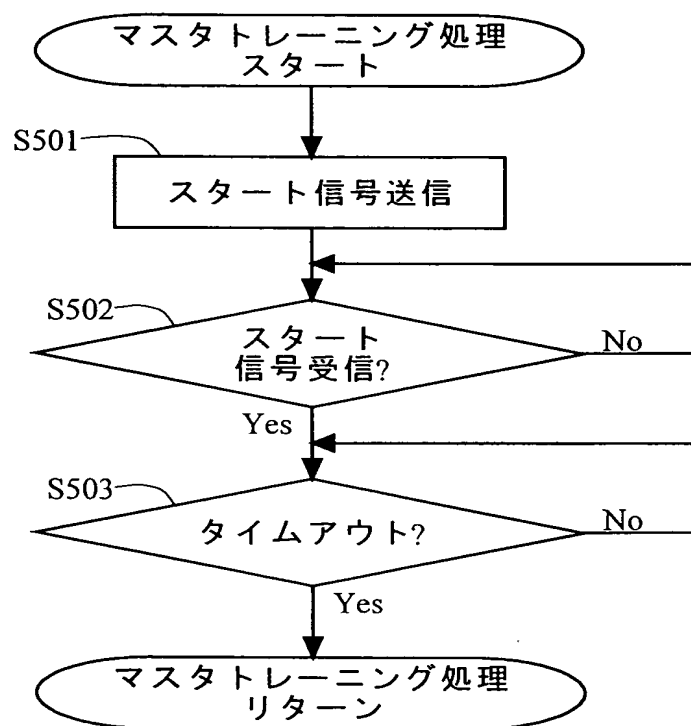 マスタトレーニング処理
スタート
S501
スタート信号送信
S502
スタート
信号受信?
No
Yes
S503
タイムアウト?
No
Yes
マスタトレーニング処理
リターン